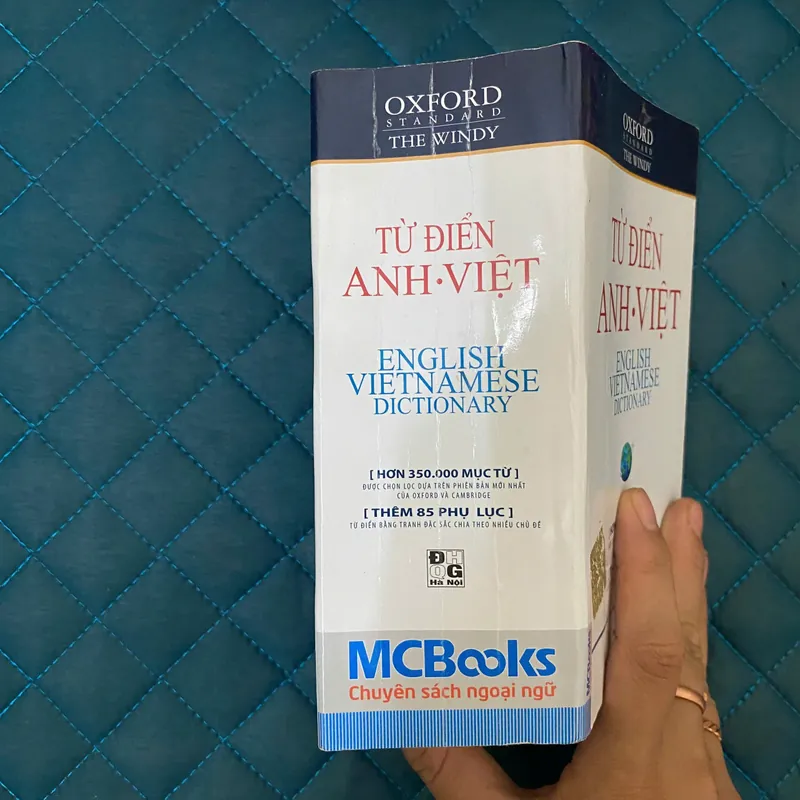 OXFORD
STANDARD
THE WINDY
TỪ ĐIỂN
ANH·VIỆT
ENGLISH
VIETNAMESE
DICTIONARY
[ HƠN 350.000 MỤC TỪ ]
ĐƯỢC CHỌN LỌC DỰA TRÊN PHIÊN BẢN MỚI NHẤT
CỦA OXFORD VÀ CAMBRIDGE
[ THÊM 85 PHỤ LỤC ]
TỪ ĐIỂN BẰNG TRANH ĐẶC SẮC CHIA THEO NHIỀU CHỦ ĐỀ
ĐH
QG
Hà Nội
MCBooks
Chuyên sách ngoại ngữ
OXFORD
STANDARD
THE WINDY
TỪ ĐIỂN
ANH·VIỆT
ENGLISH
VIETNAMESE
DICTIONARY